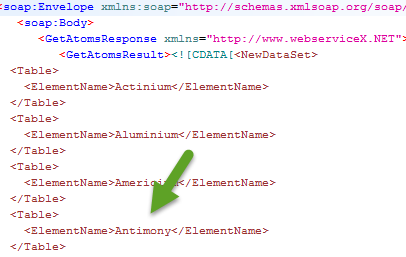 <soap:Envelope xmlns:soap="http://schemas.xmlsoap.org/soap/
<soap:Body>
<GetAtomsResponse xmlns="http://www.webserviceX.NET">
<GetAtomsResult><![CDATA[<NewDataSet>
<Table>
<ElementName>Actinium</ElementName>
</Table>
<Table>
<ElementName>Aluminium</ElementName>
</Table>
<Table>
<ElementName>Americium</ElementName>
</Table>
<Table>
<ElementName>Antimony</ElementName>
</Table>